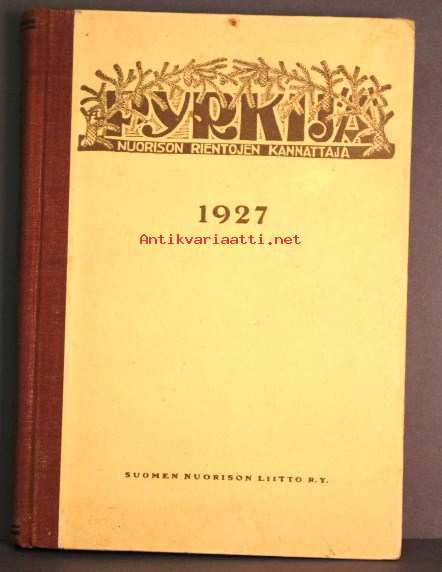 PYRKIJÄ
NUORISON RIENTOJEN KANNATTAJA
1927
Antikvariaatti.net
SUOMEN NUORISON LIITTO R.Y.